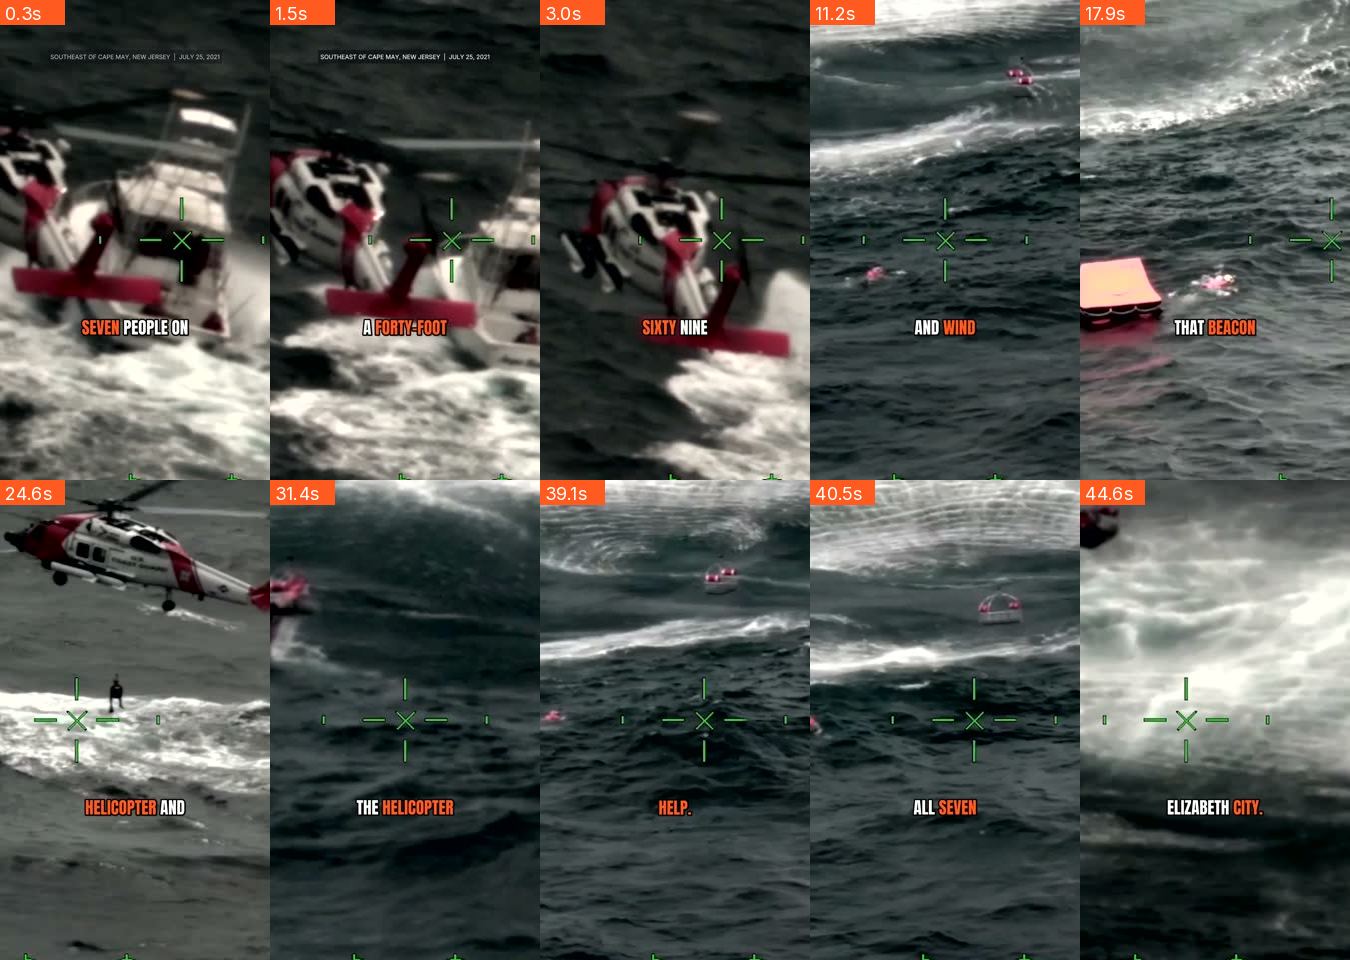 0.3s
SOUTHEAST OF CAPE MAY, NEW JERSEY | JULY 25, 2021
SEVEN PEOPLE ON
1.5s
SOUTHEAST OF CAPE MAY, NEW JERSEY | JULY 25, 2021
A FORTY-FOOT
3.0s
SIXTY NINE
11.2s
AND WIND
17.9s
THAT BEACON
24.6s
HELICOPTER AND
31.4s
THE HELICOPTER
39.1s
HELP.
40.5s
ALL SEVEN
44.6s
ELIZABETH CITY.